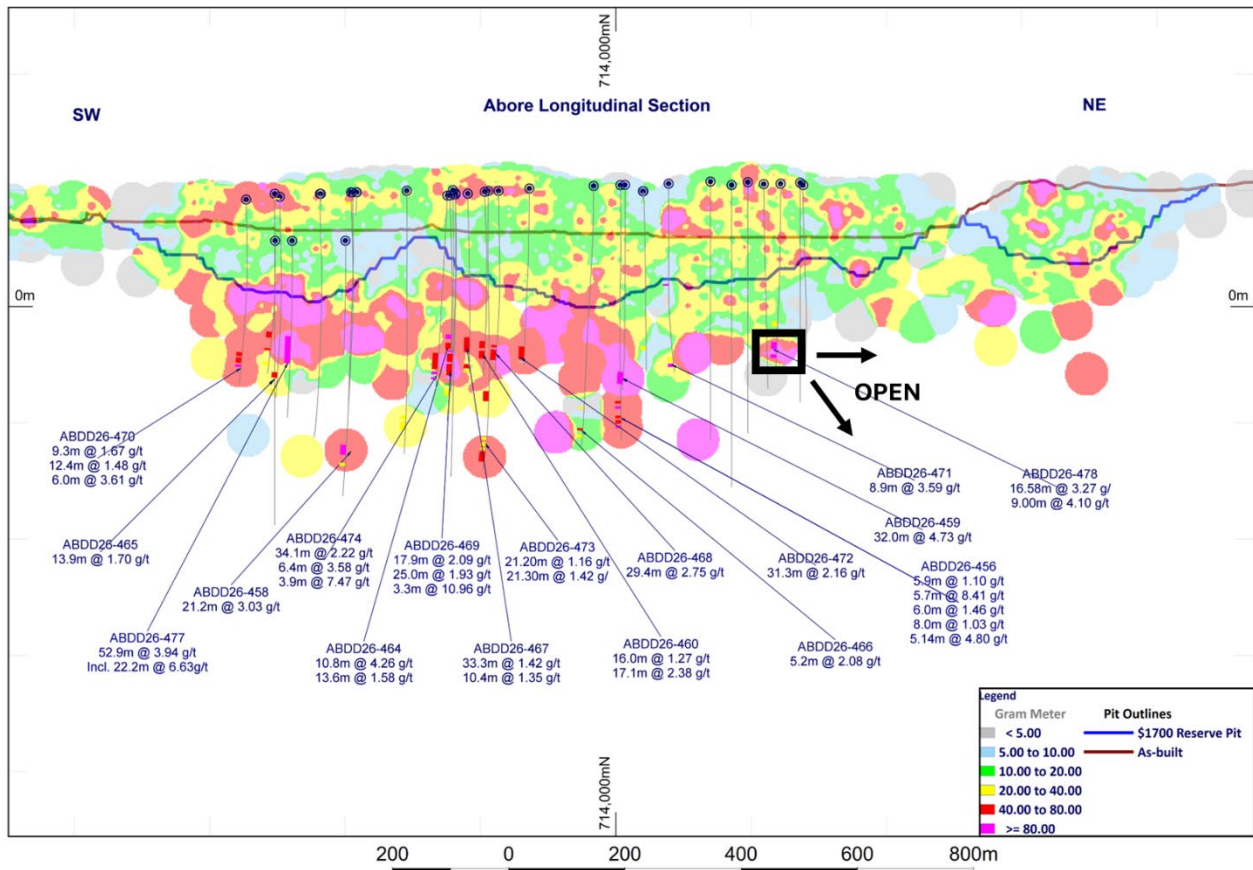 714,000mN
Abore Longitudinal Section
SW
NE
0m
0m
OPEN
ABDD26-470
9.3m @ 1.67 g/t
12.4m @ 1.48 g/t
6.0m @ 3.61 g/t
ABDD26-465
13.9m @ 1.70 g/t
ABDD26-458
21.2m @ 3.03 g/t
ABDD26-477
52.9m @ 3.94 g/t
Incl. 22.2m @ 6.63g/t
ABDD26-474
34.1m @ 2.22 g/t
6.4m @ 3.58 g/t
3.9m @ 7.47 g/t
ABDD26-464
10.8m @ 4.26 g/t
13.6m @ 1.58 g/t
ABDD26-469
17.9m @ 2.09 g/t
25.0m @ 1.93 g/t
3.3m @ 10.96 g/t
ABDD26-467
33.3m @ 1.42 g/t
10.4m @ 1.35 g/t
ABDD26-473
21.20m @ 1.16 g/t
21.30m @ 1.42 g/
ABDD26-460
16.0m @ 1.27 g/t
17.1m @ 2.38 g/t
ABDD26-468
29.4m @ 2.75 g/t
ABDD26-466
5.2m @ 2.08 g/t
ABDD26-472
31.3m @ 2.16 g/t
ABDD26-471
8.9m @ 3.59 g/t
ABDD26-459
32.0m @ 4.73 g/t
ABDD26-456
5.9m @ 1.10 g/t
5.7m @ 8.41 g/t
6.0m @ 1.46 g/t
8.0m @ 1.03 g/t
5.14m @ 4.80 g/t
ABDD26-478
16.58m @ 3.27 g/
9.00m @ 4.10 g/t
714,000mN
Legend
Gram Meter
< 5.00
5.00 to 10.00
10.00 to 20.00
20.00 to 40.00
40.00 to 80.00
>= 80.00
Pit Outlines
$1700 Reserve Pit
As-built
200 0 200 400 600 800m